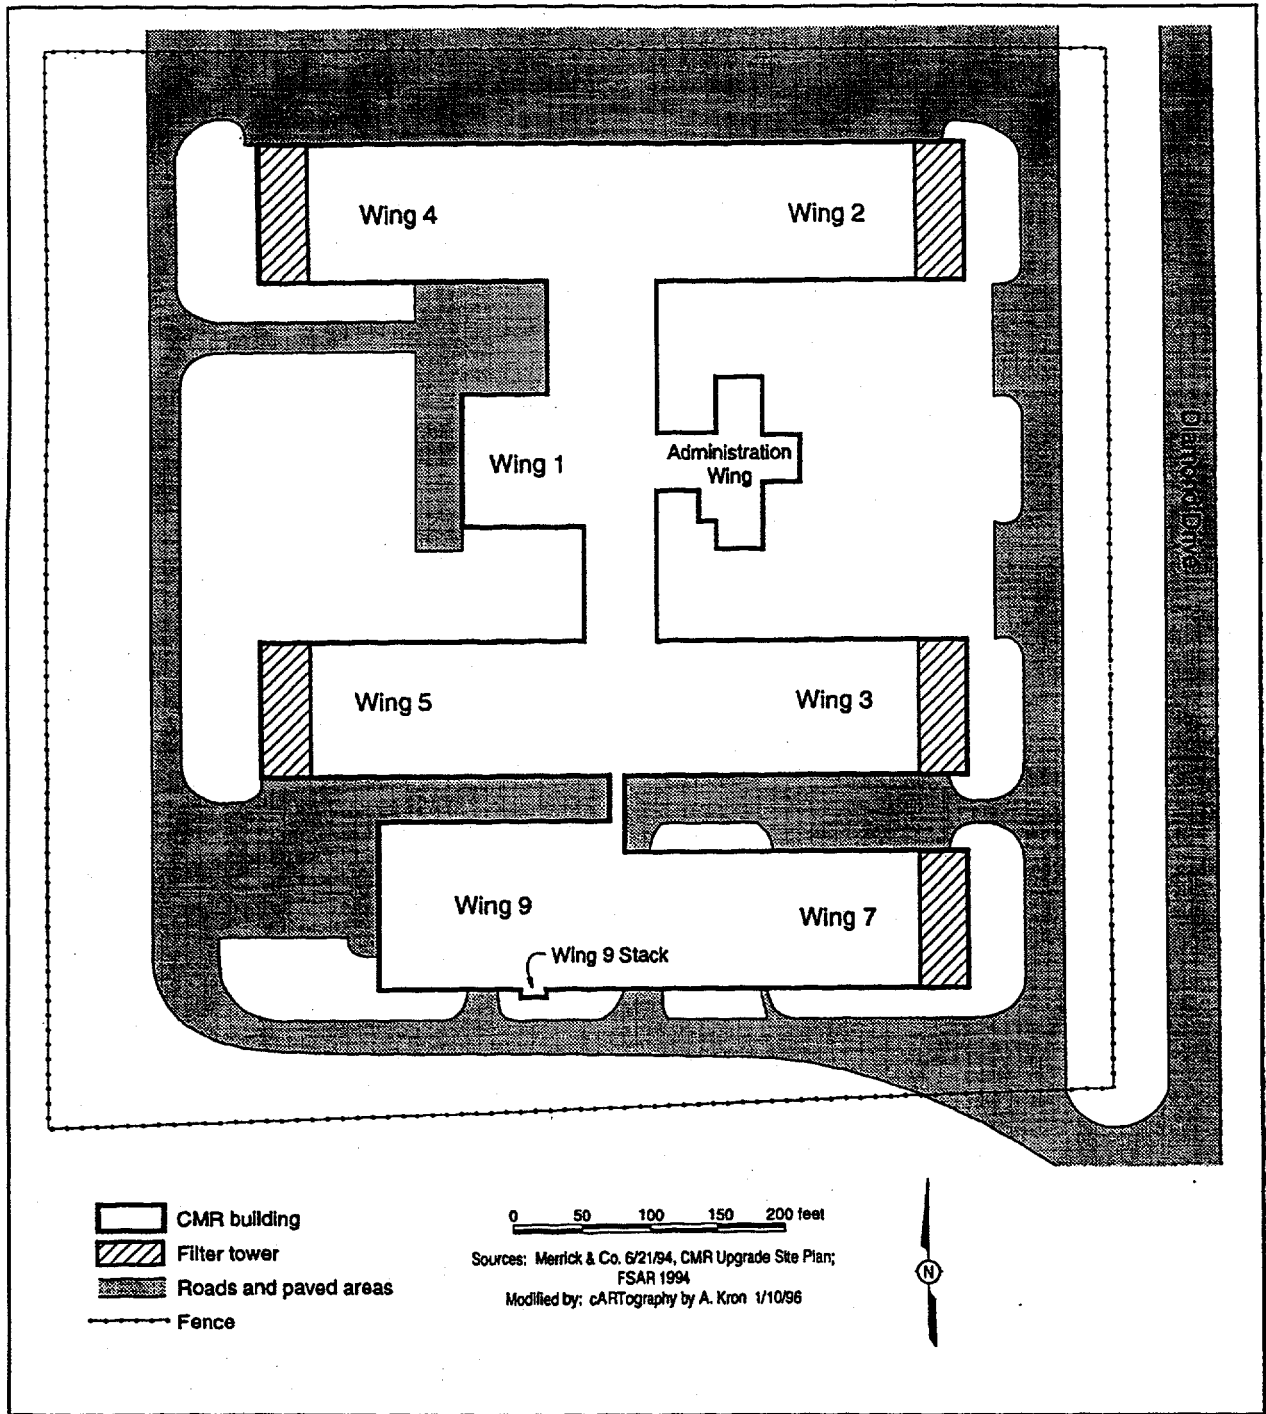 Wing 4
Wing 2
Wing 1
Administration
Wing
Diamond Drive
Wing 5
Wing 3
Wing 9
Wing 7
Wing 9 Stack
CMR building
Filter tower
Roads and paved areas
Fence
0 50 100 150 200 feet
Sources: Merrick & Co. 6/21/94, CMR Upgrade Site Plan;
FSAR 1994
Modified by: cARTography by A. Kron 1/10/96
N